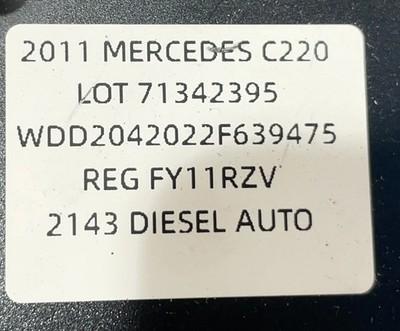 2011 MERCEDES C220
LOT 71342395
WDD2042022F639475
REG FY11RZV
2143 DIESEL AUTO